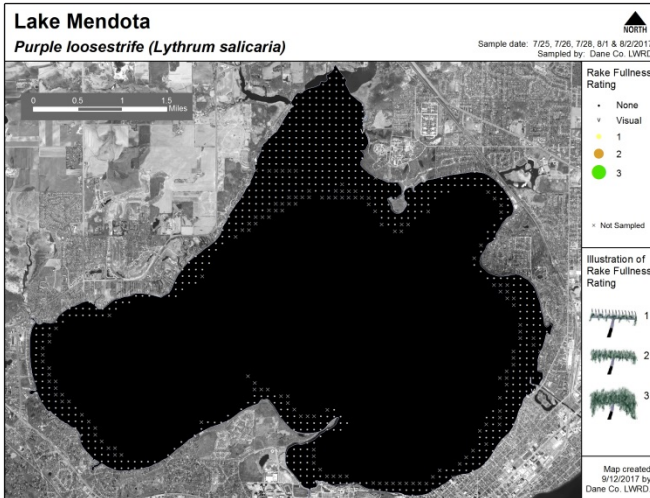 Lake Mendota
Purple loosestrife (Lythrum salicaria)
NORTH
Sample date: 7/25, 7/26, 7/28, 8/1 & 8/2/2017
Sampled by: Dane Co. LWRD
0 0.5 1 1.5
Miles
Rake Fullness
Rating
None
Visual
1
2
3
Not Sampled
Illustration of
Rake Fullness
Rating
1
2
3
Map created
9/12/2017 by
Dane Co. LWRD.